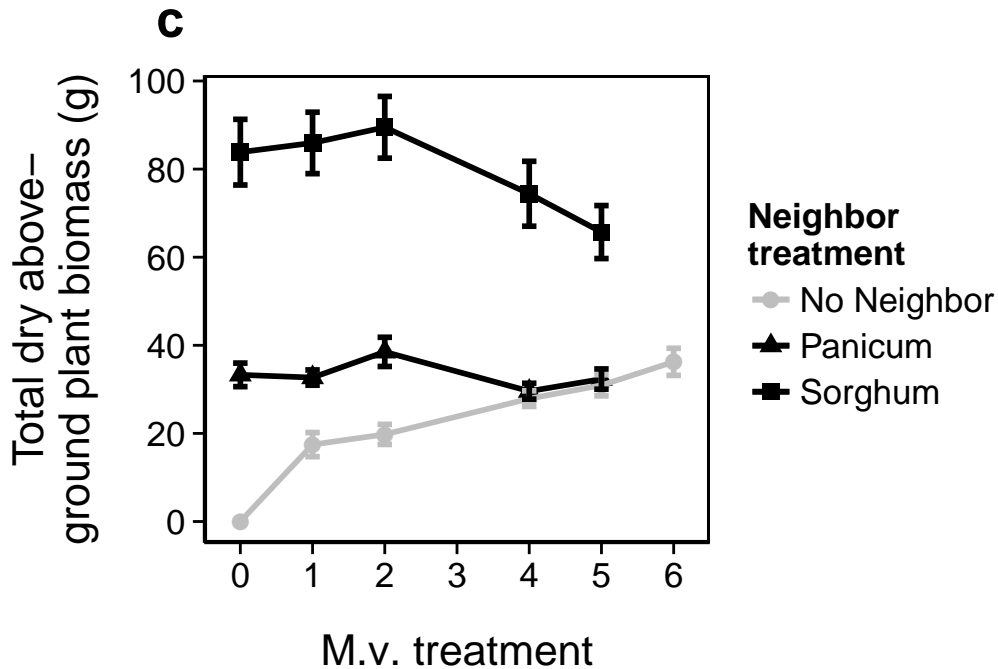 c
Total dry above–
ground plant biomass (g)
100
80
60
40
20
0
0 1 2 3 4 5 6
M.v. treatment
Neighbor
treatment
No Neighbor
Panicum
Sorghum